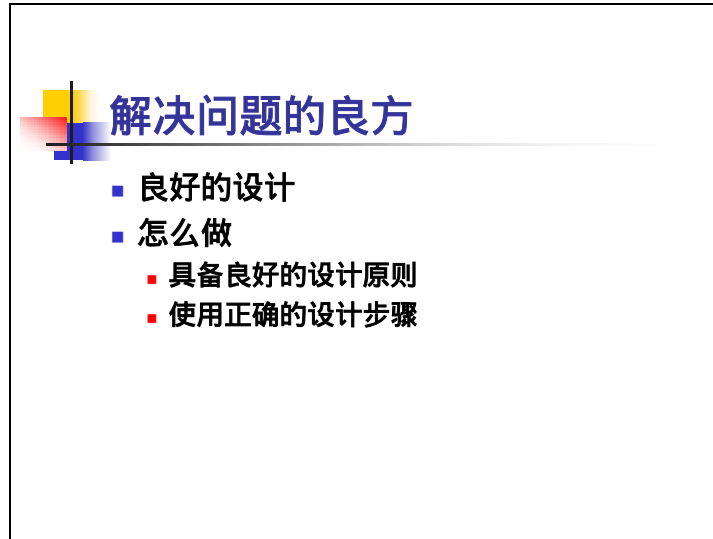 解决问题的良方
良好的设计
怎么做
具备良好的设计原则
使用正确的设计步骤